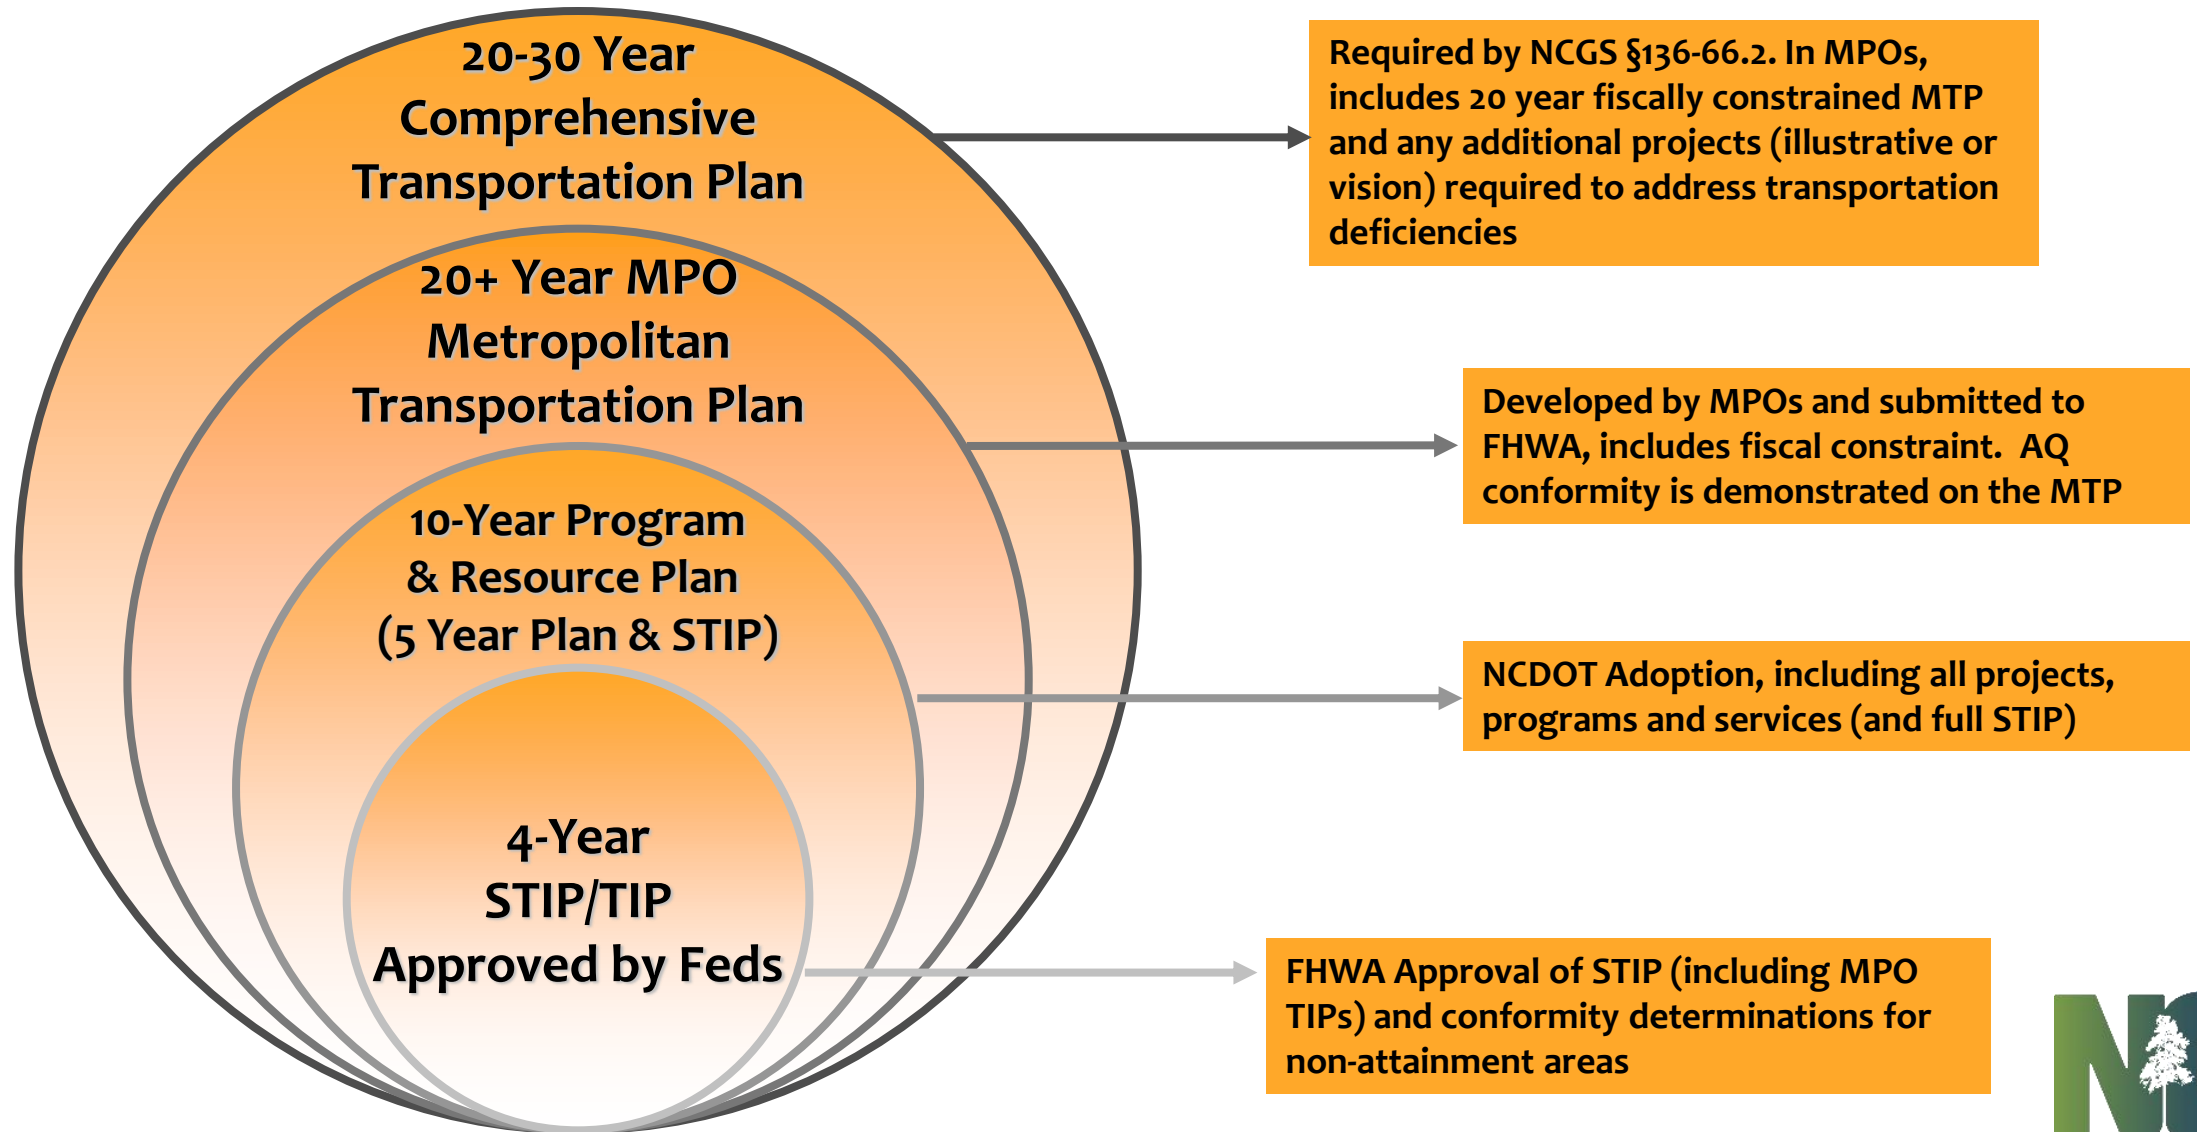 20-30 Year
Comprehensive
Transportation Plan
20+ Year MPO
Metropolitan
Transportation Plan
10-Year Program
& Resource Plan
(5 Year Plan & STIP)
4-Year
STIP/TIP
Approved by Feds
Required by NCGS §136-66.2. In MPOs,
includes 20 year fiscally constrained MTP
and any additional projects (illustrative or
vision) required to address transportation
deficiencies
Developed by MPOs and submitted to
FHWA, includes fiscal constraint.  AQ
conformity is demonstrated on the MTP
NCDOT Adoption, including all projects,
programs and services (and full STIP)
FHWA Approval of STIP (including MPO
TIPs) and conformity determinations for
non-attainment areas